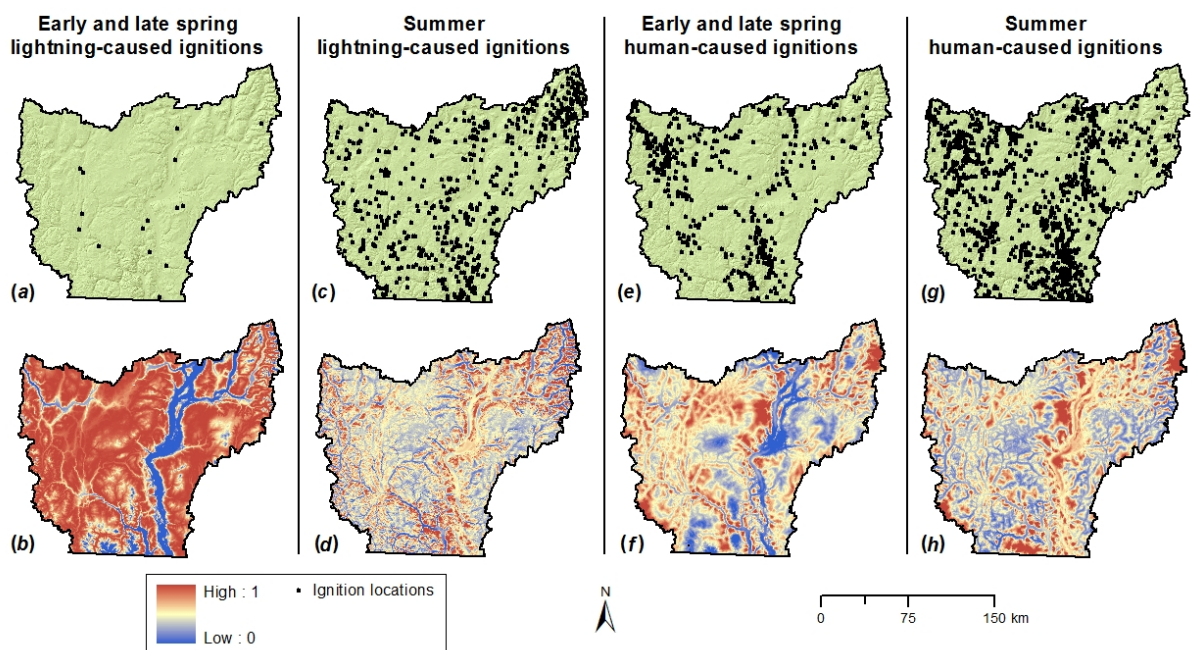 Early and late spring
lightning-caused ignitions
Summer
lightning-caused ignitions
Early and late spring
human-caused ignitions
Summer
human-caused ignitions
(a)
(c)
(e)
(g)
(b)
(d)
(f)
(h)
High : 1
Low : 0
Ignition locations
N
0 75 150 km